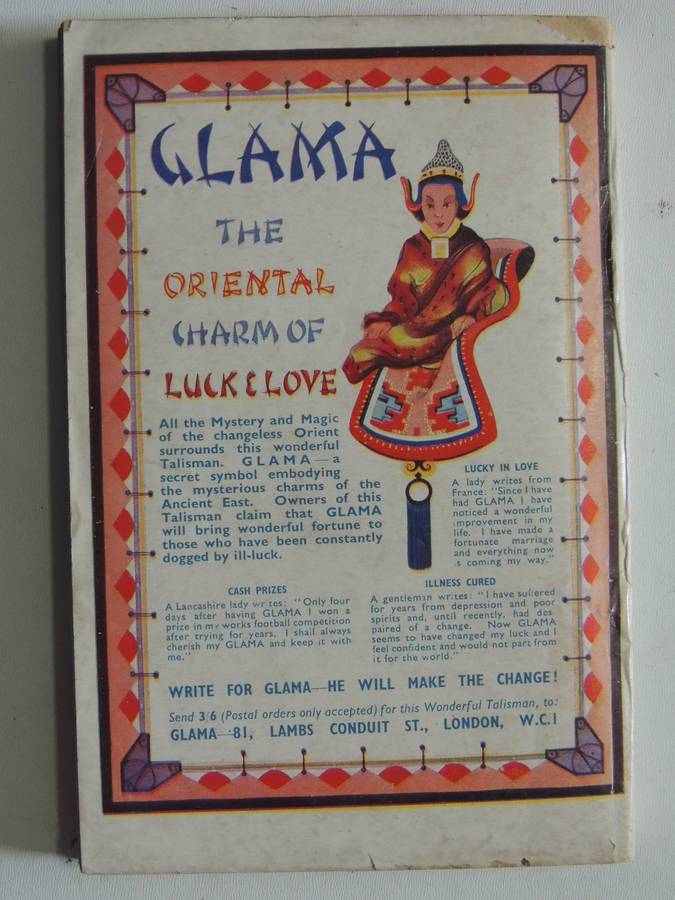 GLAMA
THE
ORIENTAL
CHARM OF
LUCK & LOVE
All the Mystery and Magic
of the changeless Orient
surrounds this wonderful
Talisman. GLAMA—a
secret symbol embodying
the mysterious charms of the
Ancient East. Owners of this
Talisman claim that GLAMA
will bring wonderful fortune to
those who have been constantly
dogged by ill-luck.
LUCKY IN LOVE
A lady writes from
France: "Since I have
had GLAMA I have
noticed a wonderful
improvement in my
life. I have made a
fortunate marriage
and everything now
is coming my way."
CASH PRIZES
A Lancashire lady writes: "Only four
days after having GLAMA I won a
prize in my works football competition
after trying for years. I shall always
cherish my GLAMA and keep it with
me."
ILLNESS CURED
A gentleman writes: "I have suffered
for years from depression and poor
spirits and, until recently, had des
paired of a change. Now GLAMA
seems to have changed my luck and I
feel confident and would not part from
it for the world."
WRITE FOR GLAMA—HE WILL MAKE THE CHANGE!
Send 3/6 (Postal orders only accepted) for this Wonderful Talisman, to:
GLAMA—81, LAMBS CONDUIT ST., LONDON, W.C.1